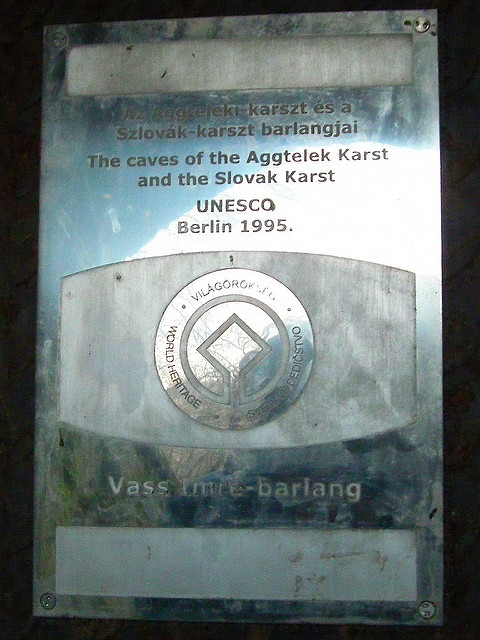 Az Aggteleki-karszt és a
Szlovák-karszt barlangjai
The caves of the Aggtelek Karst
and the Slovak Karst
UNESCO
Berlin 1995.
VILÁGÖRÖKSÉG
WORLD HERITAGE
Vass Imre-barlang